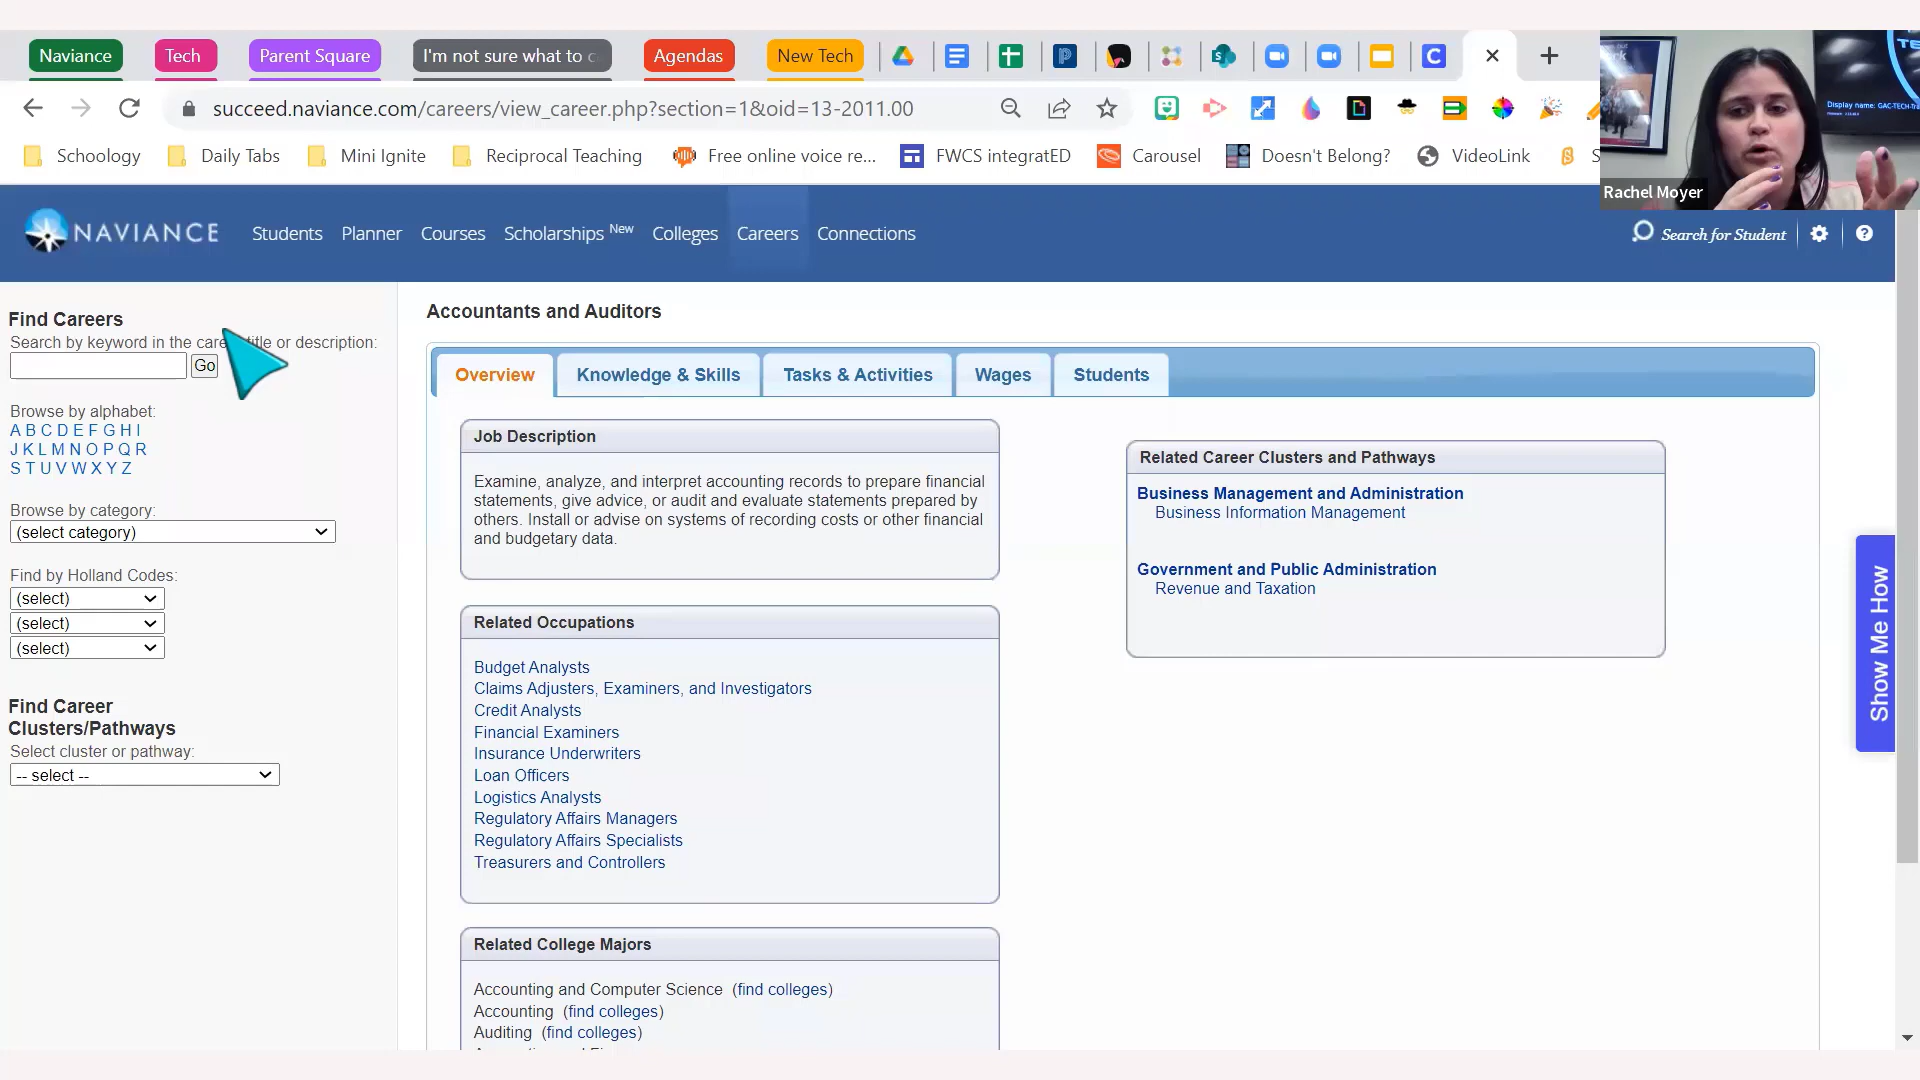 Naviance
Tech
Parent Square
I'm not sure what to c
Agendas
New Tech
succeed.naviance.com/careers/view_career.php?section=1&oid=13-2011.00
Schoology
Daily Tabs
Mini Ignite
Reciprocal Teaching
Free online voice re...
FWCS integratED
Carousel
Doesn't Belong?
VideoLink
S
Display name: GAC-TECH-Tra
Rachel Moyer
NAVIANCE
Students
Planner
Courses
Scholarships New
Colleges
Careers
Connections
Search for Student
Find Careers
Search by keyword in the career title or description:
Go
Browse by alphabet:
A B C D E F G H I
J K L M N O P Q R
S T U V W X Y Z
Browse by category:
(select category)
Find by Holland Codes:
(select)
(select)
(select)
Find Career
Clusters/Pathways
Select cluster or pathway:
-- select --
Accountants and Auditors
Overview
Knowledge & Skills
Tasks & Activities
Wages
Students
Job Description
Examine, analyze, and interpret accounting records to prepare financial
statements, give advice, or audit and evaluate statements prepared by
others. Install or advise on systems of recording costs or other financial
and budgetary data.
Related Occupations
Budget Analysts
Claims Adjusters, Examiners, and Investigators
Credit Analysts
Financial Examiners
Insurance Underwriters
Loan Officers
Logistics Analysts
Regulatory Affairs Managers
Regulatory Affairs Specialists
Treasurers and Controllers
Related College Majors
Accounting and Computer Science (find colleges)
Accounting (find colleges)
Auditing (find colleges)
Related Career Clusters and Pathways
Business Management and Administration
Business Information Management
Government and Public Administration
Revenue and Taxation
Show Me How